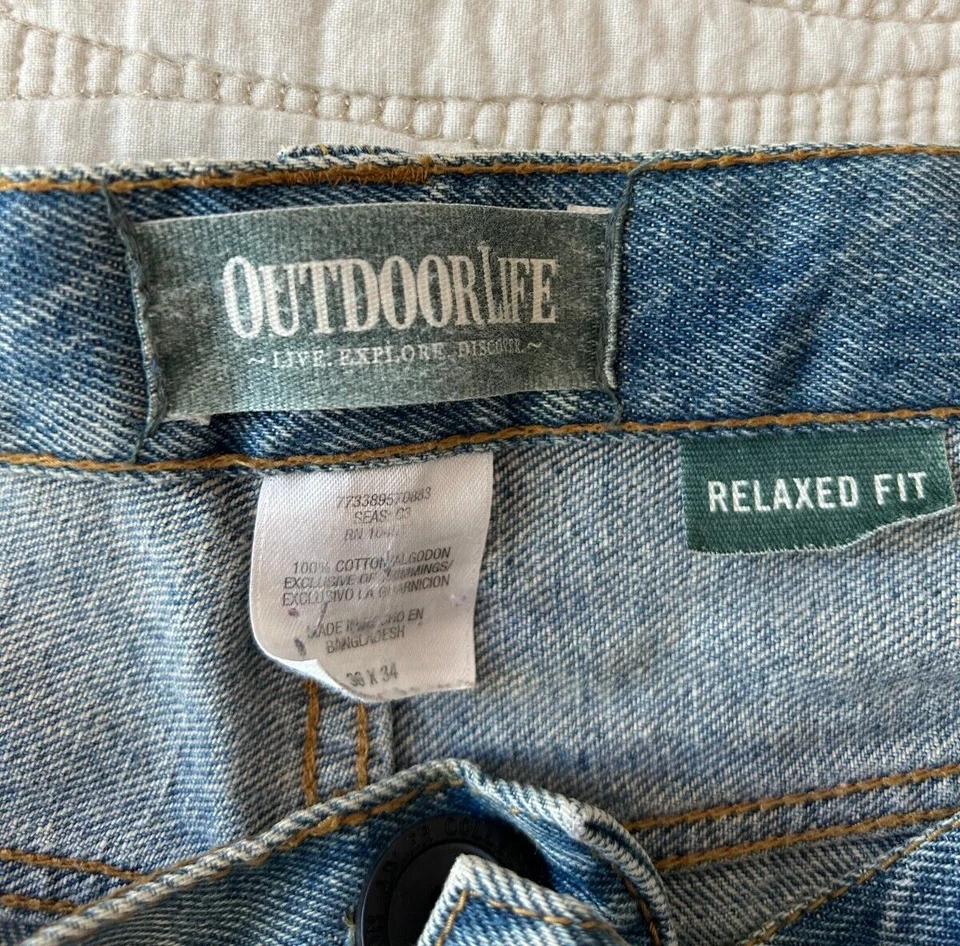 OUTDOORLIFE
~LIVE. EXPLORE. DISCOVER.~
RELAXED FIT
773389570883
SEAS: C3
RN
100% COTTON/ALGODON
EXCLUSIVE OF TRIMMINGS/
EXCLUSIVO LA GUARNICION
MADE IN/HECHO EN
BANGLADESH
36 X 34